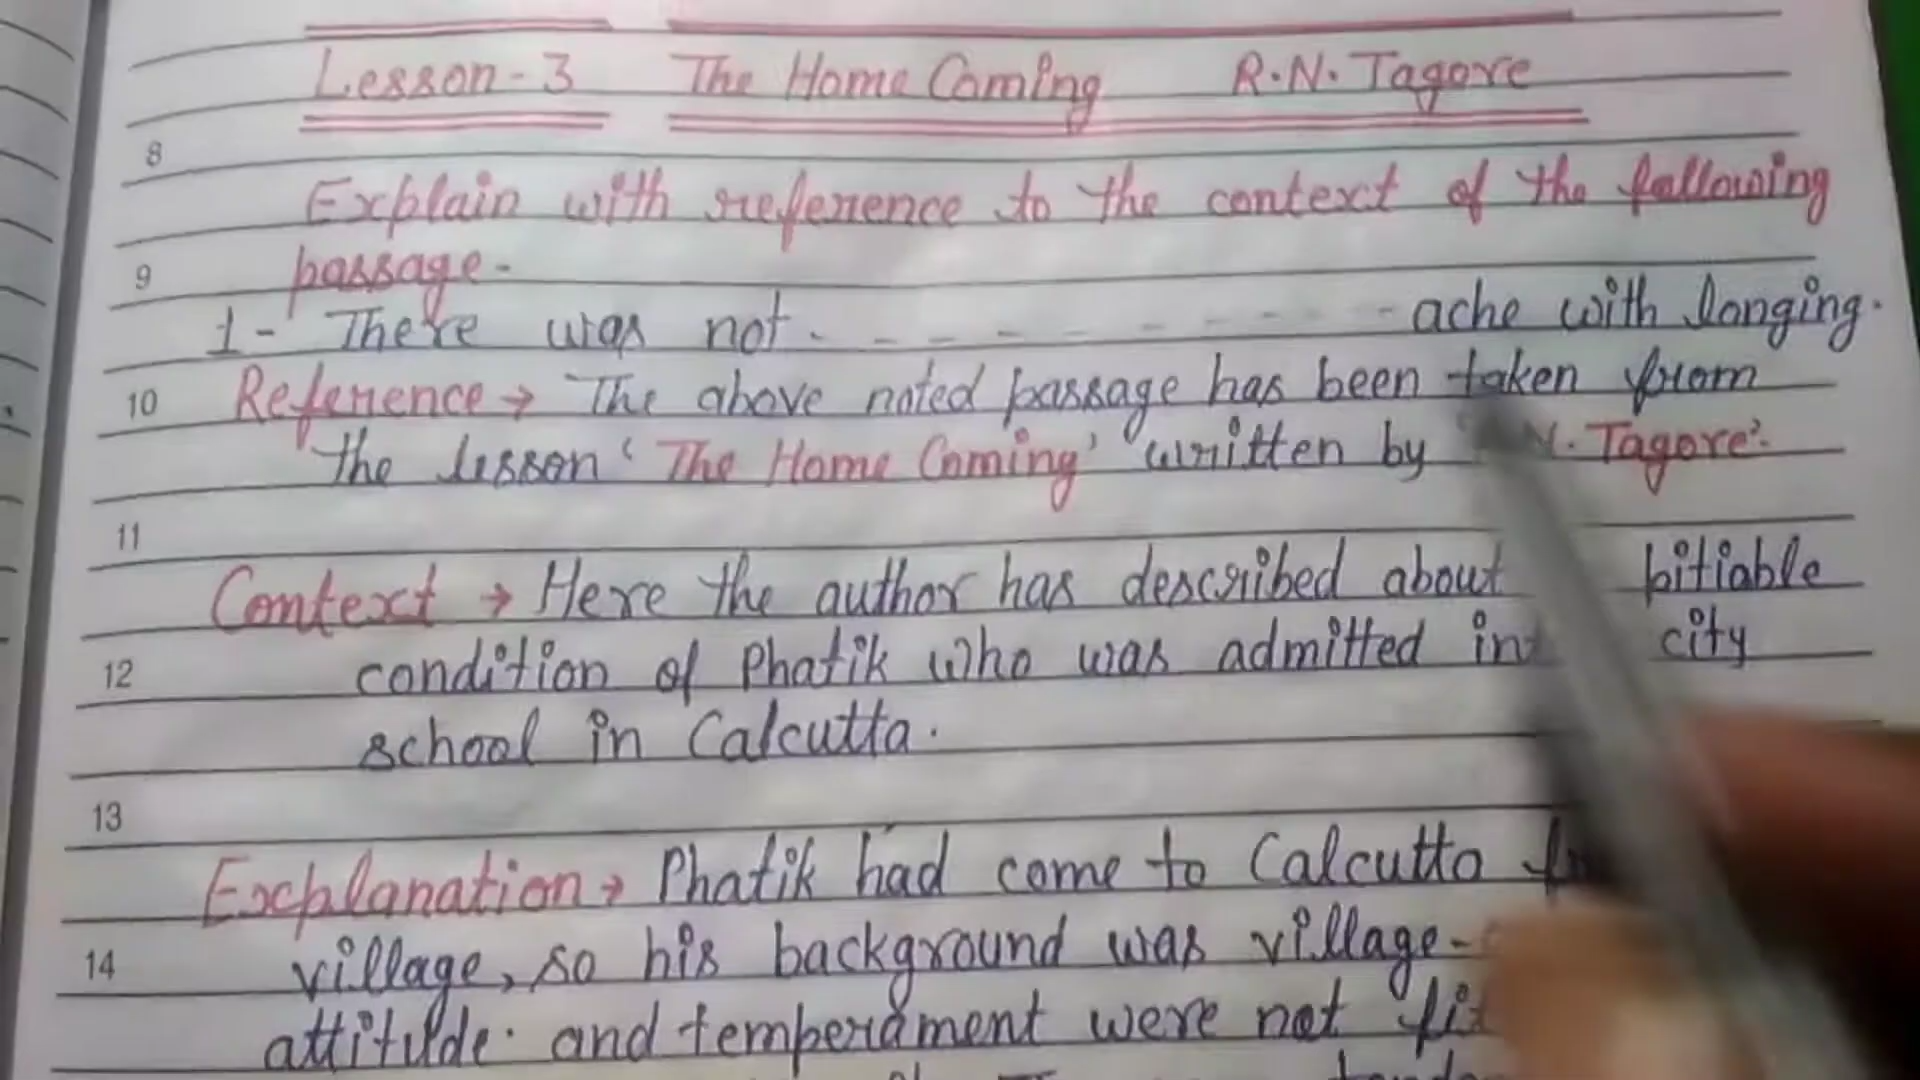 Lesson-3 The Home Coming R.N. Tagore
8
Explain with reference to the context of the following
9 passage-
1- There was not. - - - - - - - - - ache with longing.
10 Reference → The above noted passage has been taken from
the lesson 'The Home Coming' written by N. Tagore'.
11
Context → Here the author has described about pitiable
12 condition of Phatik who was admitted in city
school in Calcutta.
13
Explanation → Phatik had come to Calcutta
14 village, so his background was village-
attitude. and temperament were not